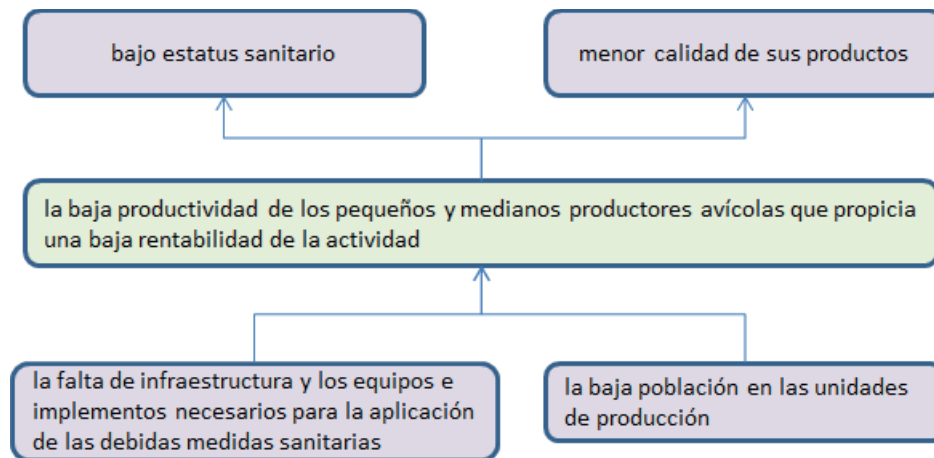 bajo estatus sanitario
menor calidad de sus productos
la baja productividad de los pequeños y medianos productores avícolas que propicia
una baja rentabilidad de la actividad
la falta de infraestructura y los equipos e
implementos necesarios para la aplicación
de las debidas medidas sanitarias
la baja población en las unidades
de producción